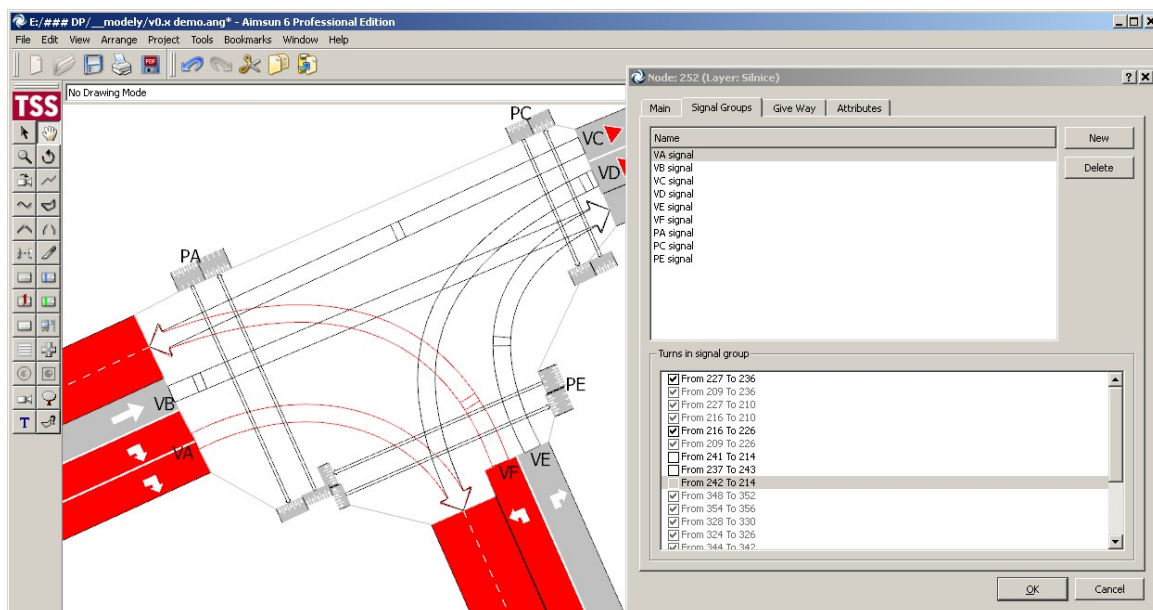 E:/### DP/__modely/v0.x demo.ang* - Aimsun 6 Professional Edition
File Edit View Arrange Project Tools Bookmarks Window Help
PDF
TSS
No Drawing Mode
T
PC
VC
VD
PA
PE
VB
VA
VF
VE
Node: 252 (Layer: Silnice)
Main Signal Groups Give Way Attributes
Name
VA signal
VB signal
VC signal
VD signal
VE signal
VF signal
PA signal
PC signal
PE signal
New
Delete
Turns in signal group
From 227 To 236
From 209 To 236
From 227 To 210
From 216 To 210
From 216 To 226
From 209 To 226
From 241 To 214
From 237 To 243
From 242 To 214
From 348 To 352
From 354 To 356
From 328 To 330
From 324 To 326
From 344 To 342
OK Cancel